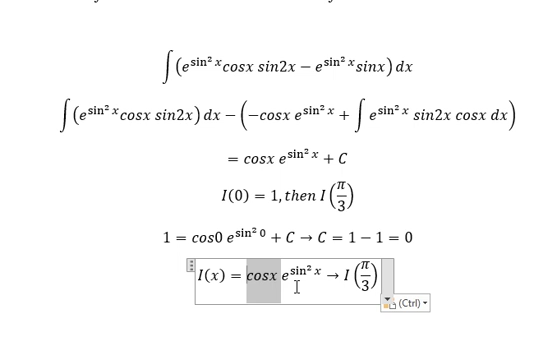 ∫(e^{sin² x}cosx sin2x − e^{sin² x}sinx) dx
∫(e^{sin² x}cosx sin2x) dx − (−cosx e^{sin² x} + ∫ e^{sin² x} sin2x cosx dx)
= cosx e^{sin² x} + C
I(0) = 1, then I(π/3)
1 = cos0 e^{sin² 0} + C → C = 1 − 1 = 0
I(x) = cosx e^{sin² x} → I(π/3)
(Ctrl)